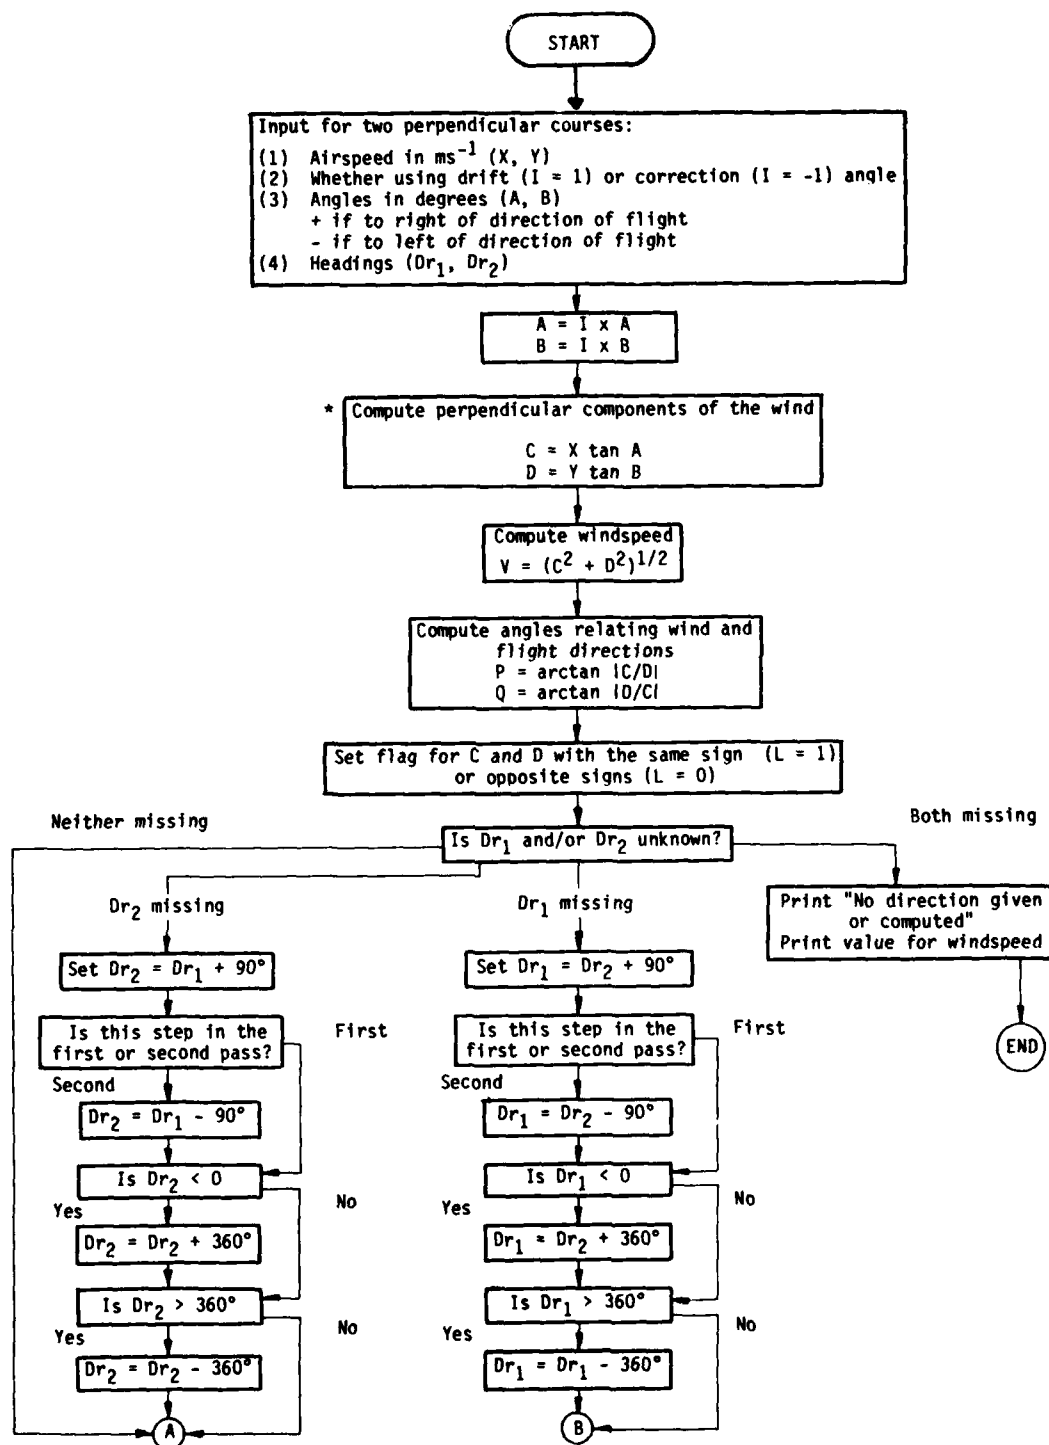 START
Input for two perpendicular courses:
(1) Airspeed in ms⁻¹ (X, Y)
(2) Whether using drift (I = 1) or correction (I = -1) angle
(3) Angles in degrees (A, B)
+ if to right of direction of flight
- if to left of direction of flight
(4) Headings (Dr₁, Dr₂)
A = I x A
B = I x B
* Compute perpendicular components of the wind
C = X tan A
D = Y tan B
Compute windspeed
V = (C² + D²)¹/²
Compute angles relating wind and
flight directions
P = arctan |C/D|
Q = arctan |D/C|
Set flag for C and D with the same sign (L = 1)
or opposite signs (L = 0)
Neither missing
Both missing
Is Dr₁ and/or Dr₂ unknown?
Dr₂ missing
Set Dr₂ = Dr₁ + 90°
Is this step in the
first or second pass?
First
Second
Dr₂ = Dr₁ - 90°
Is Dr₂ < 0
No
Yes
Dr₂ = Dr₂ + 360°
Is Dr₂ > 360°
No
Yes
Dr₂ = Dr₂ - 360°
A
Dr₁ missing
Set Dr₁ = Dr₂ + 90°
Is this step in the
first or second pass?
First
Second
Dr₁ = Dr₂ - 90°
Is Dr₁ < 0
No
Yes
Dr₁ = Dr₂ + 360°
Is Dr₁ > 360°
No
Yes
Dr₁ = Dr₁ - 360°
B
Print "No direction given
or computed"
Print value for windspeed
END